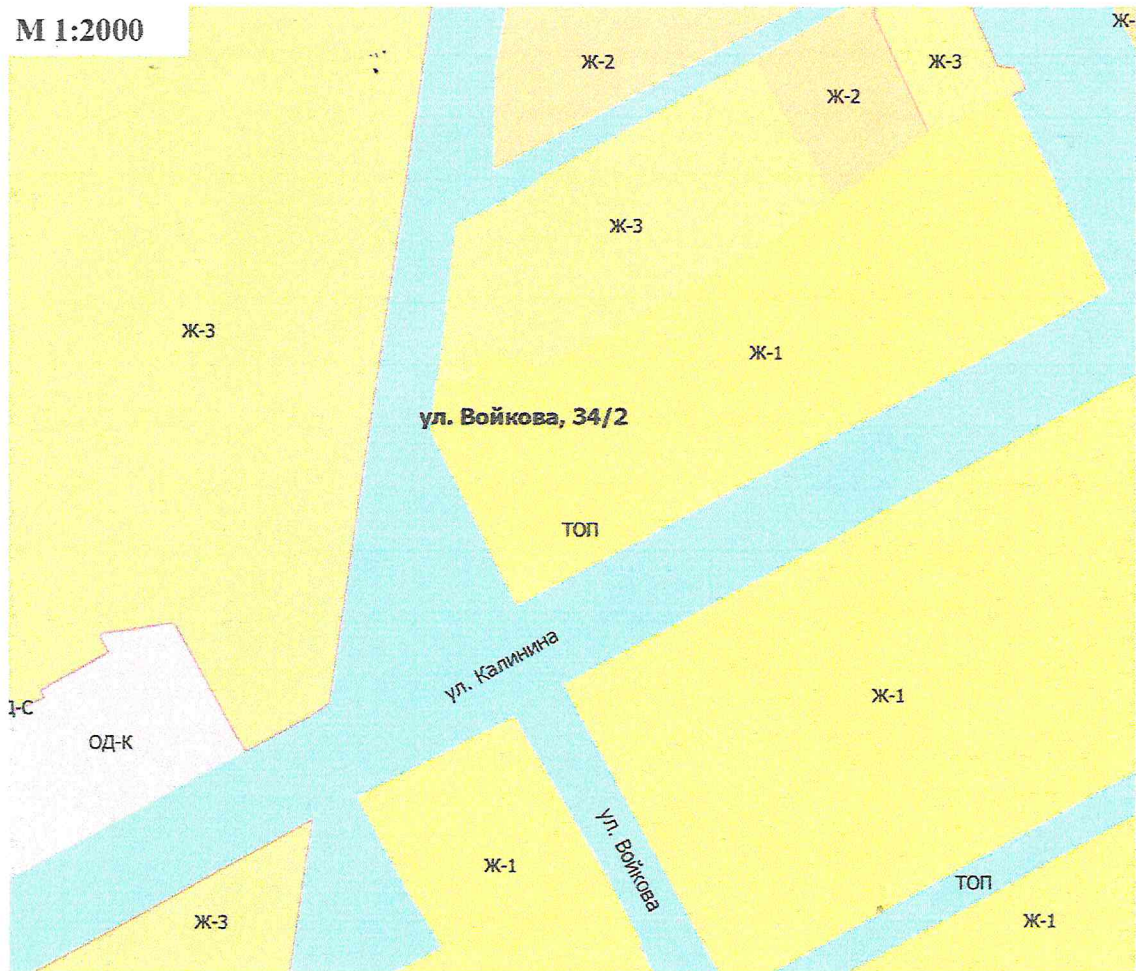 М 1:2000
Ж-2
Ж-3
Ж-2
Ж-3
Ж-3
Ж-1
ул. Войкова, 34/2
ТОП
ул. Калинина
Ж-1
ОД-К
ул. Войкова
Ж-1
ТОП
Ж-3
Ж-1